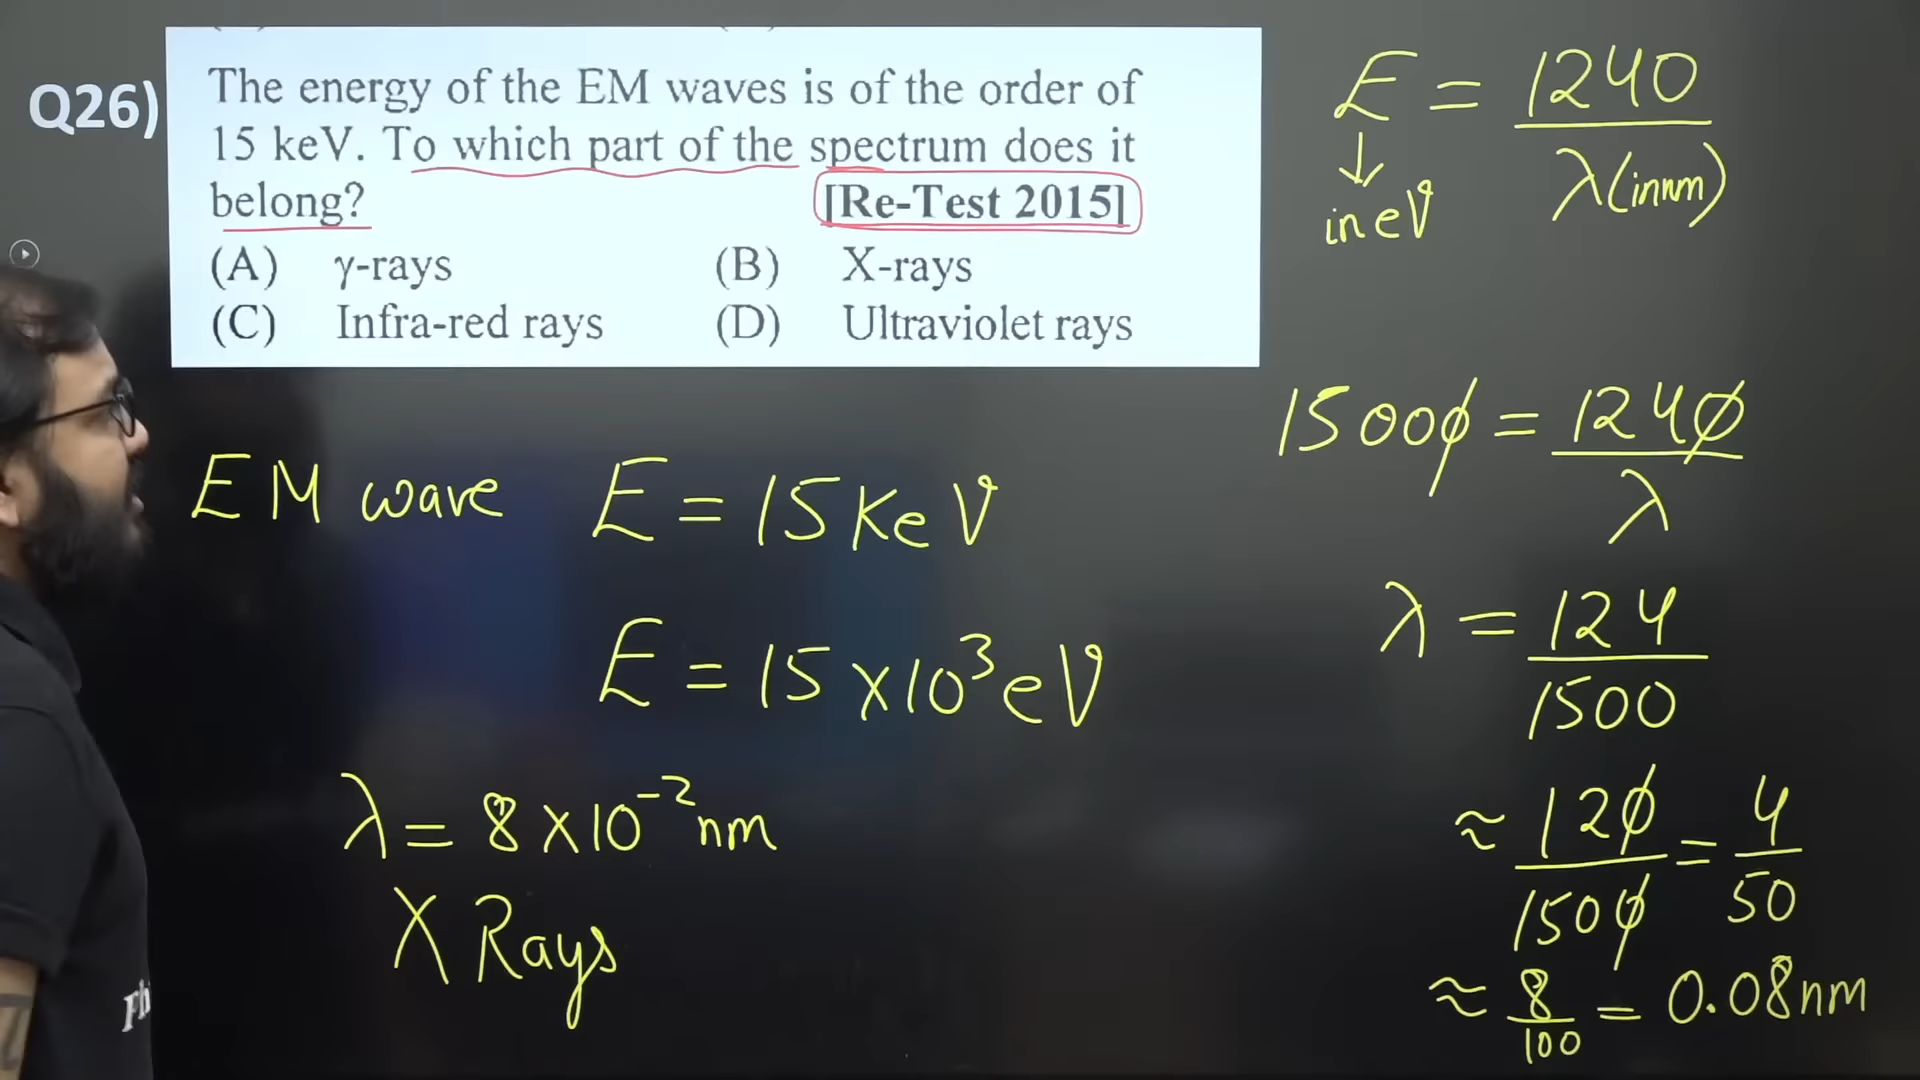 Q26)
The energy of the EM waves is of the order of
15 keV. To which part of the spectrum does it
belong? [Re-Test 2015]
(A) γ-rays (B) X-rays
(C) Infra-red rays (D) Ultraviolet rays
EM wave E = 15 KeV
E = 15 × 10³ eV
λ = 8 × 10⁻² nm
X Rays
E = 1240 / λ (in nm)
↓
in eV
15000 = 1240 / λ
λ = 124 / 1500
≈ 120 / 1500 = 4 / 50
≈ 8 / 100 = 0.08 nm